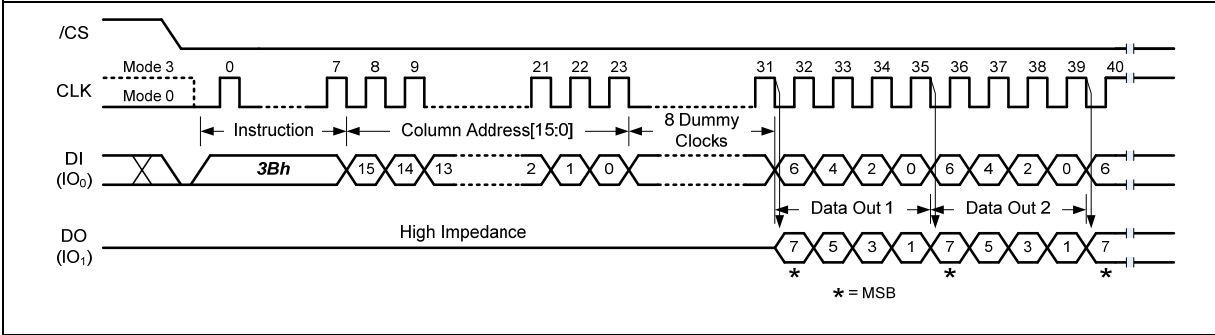 /CS
Mode 3 0 7 8 9 21 22 23 31 32 33 34 35 36 37 38 39 40
CLK
Mode 0
Instruction Column Address[15:0] 8 Dummy Clocks
DI (IO₀) 3Bh 15 14 13 2 1 0 6 4 2 0 6 4 2 0 6
Data Out 1 Data Out 2
DO (IO₁) High Impedance 7 5 3 1 7 5 3 1 7
* * *
* = MSB